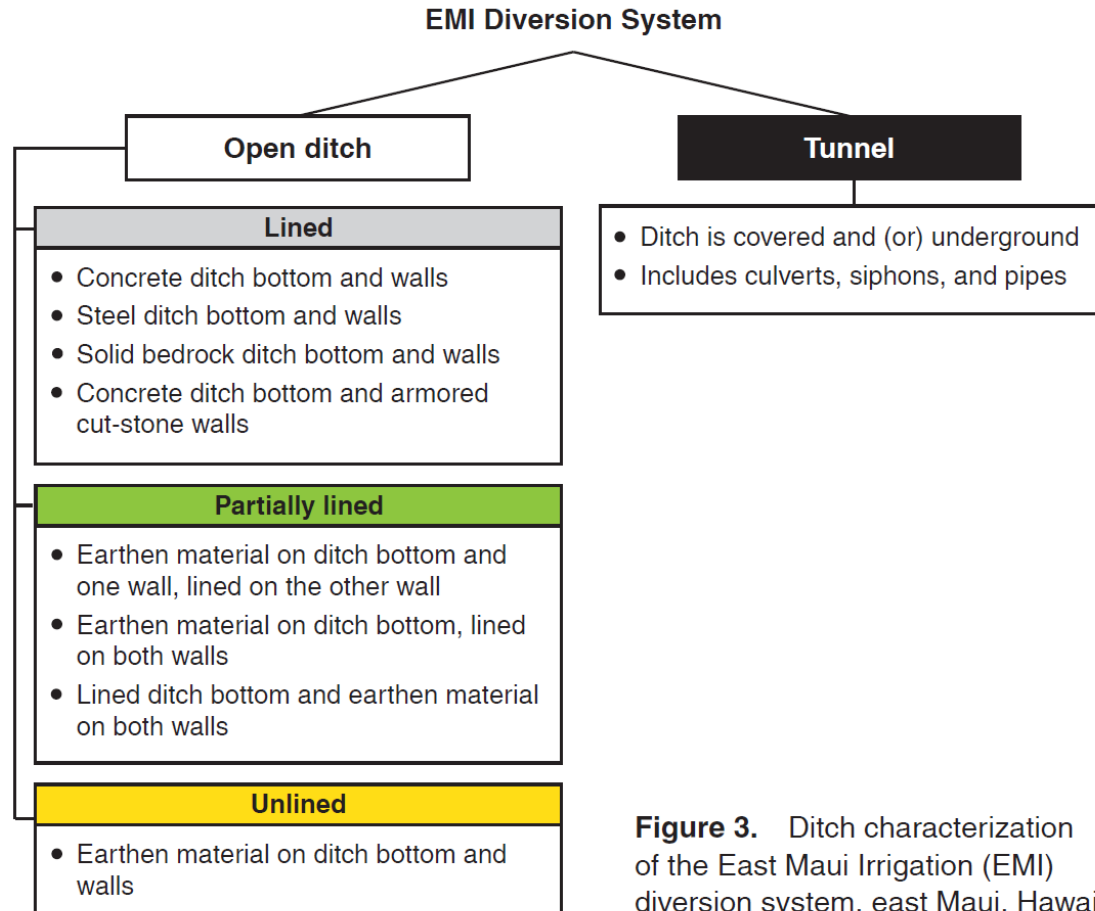 EMI Diversion System
Open ditch
Tunnel
Lined
• Concrete ditch bottom and walls
• Steel ditch bottom and walls
• Solid bedrock ditch bottom and walls
• Concrete ditch bottom and armored
cut-stone walls
• Ditch is covered and (or) underground
• Includes culverts, siphons, and pipes
Partially lined
• Earthen material on ditch bottom and
one wall, lined on the other wall
• Earthen material on ditch bottom, lined
on both walls
• Lined ditch bottom and earthen material
on both walls
Unlined
• Earthen material on ditch bottom and
walls
Figure 3. Ditch characterization
of the East Maui Irrigation (EMI)
diversion system, east Maui, Hawai